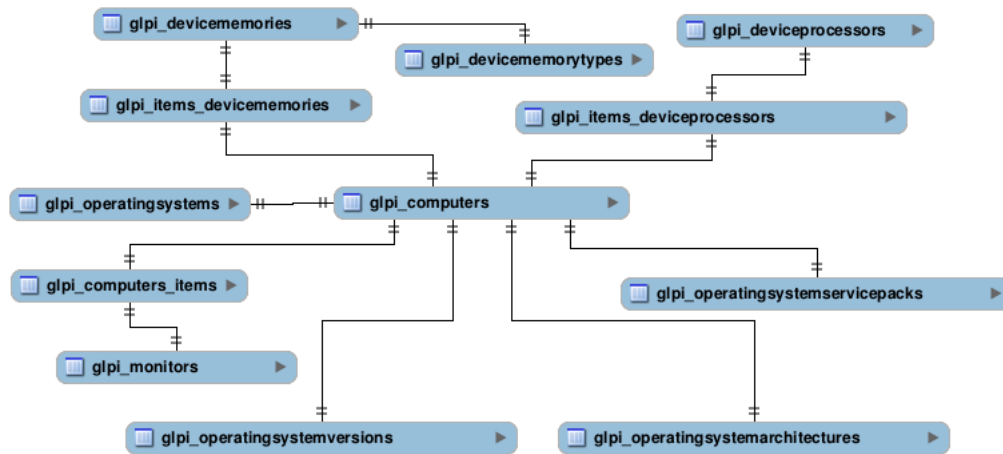 glpi_devicememories
glpi_deviceprocessors
glpi_devicememorytypes
glpi_items_devicememories
glpi_items_deviceprocessors
glpi_operatingsystems
glpi_computers
glpi_computers_items
glpi_operatingsystemservicepacks
glpi_monitors
glpi_operatingsystemversions
glpi_operatingsystemarchitectures